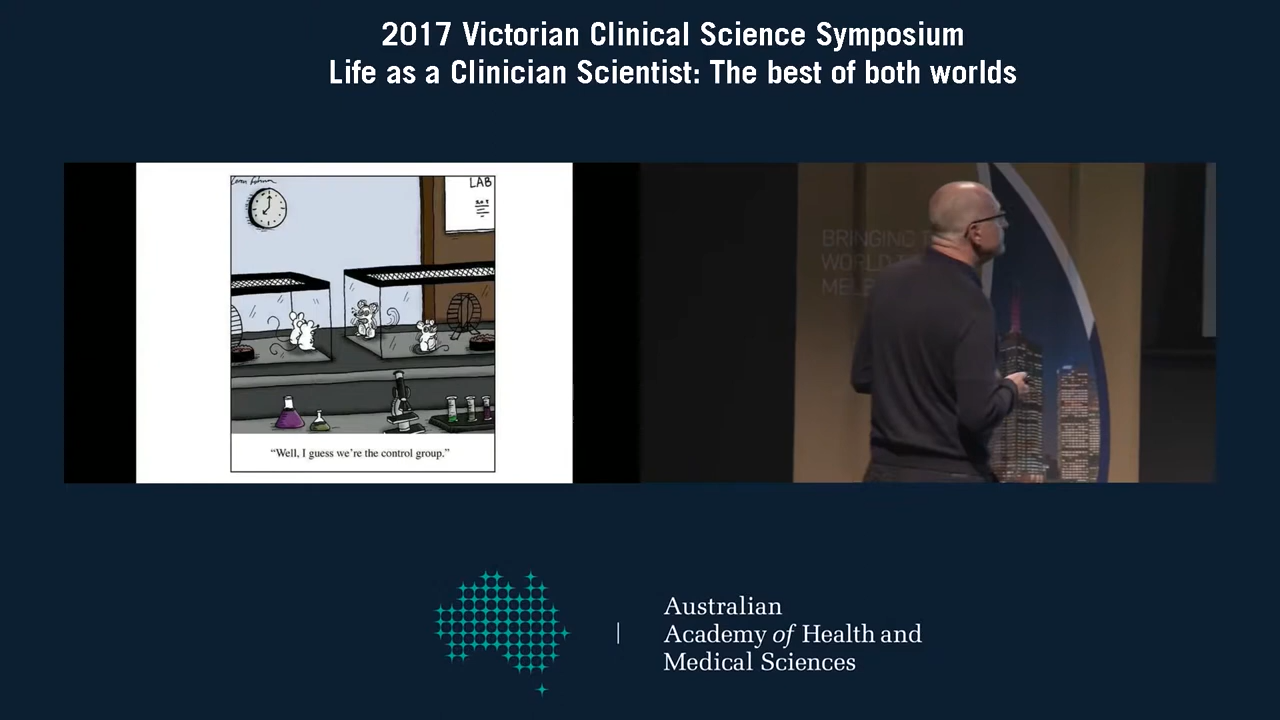 2017 Victorian Clinical Science Symposium
Life as a Clinician Scientist: The best of both worlds
LAB
“Well, I guess we’re the control group.”
BRINGING
WORLD
Australian
Academy of Health and
Medical Sciences